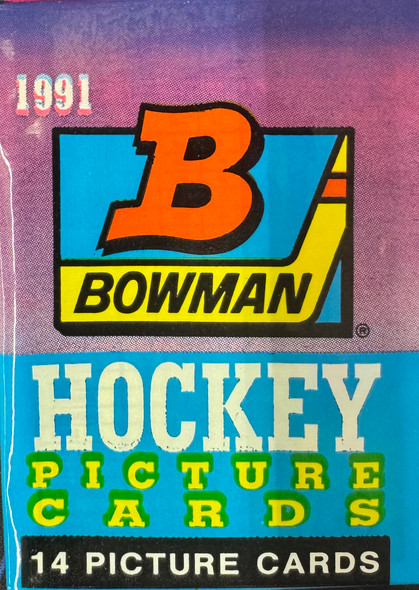 1991
B
BOWMAN
®
HOCKEY
PICTURE
CARDS
14 PICTURE CARDS